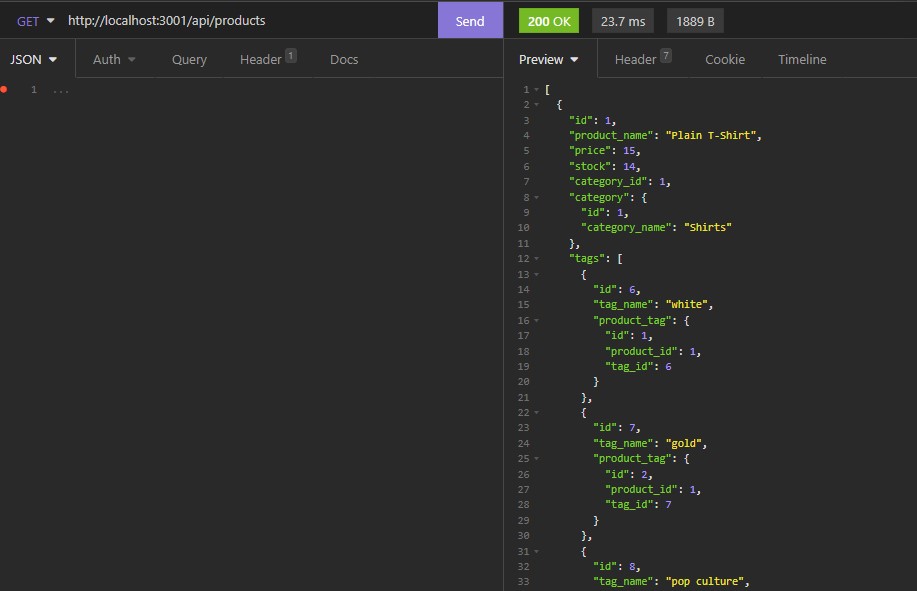 GET http://localhost:3001/api/products Send 200 OK 23.7 ms 1889 B
JSON Auth Query Header 1 Docs Preview Header 7 Cookie Timeline
1 ...
1 [
2 {
3 "id": 1,
4 "product_name": "Plain T-Shirt",
5 "price": 15,
6 "stock": 14,
7 "category_id": 1,
8 "category": {
9 "id": 1,
10 "category_name": "Shirts"
11 },
12 "tags": [
13 {
14 "id": 6,
15 "tag_name": "white",
16 "product_tag": {
17 "id": 1,
18 "product_id": 1,
19 "tag_id": 6
20 }
21 },
22 {
23 "id": 7,
24 "tag_name": "gold",
25 "product_tag": {
26 "id": 2,
27 "product_id": 1,
28 "tag_id": 7
29 }
30 },
31 {
32 "id": 8,
33 "tag_name": "pop culture",